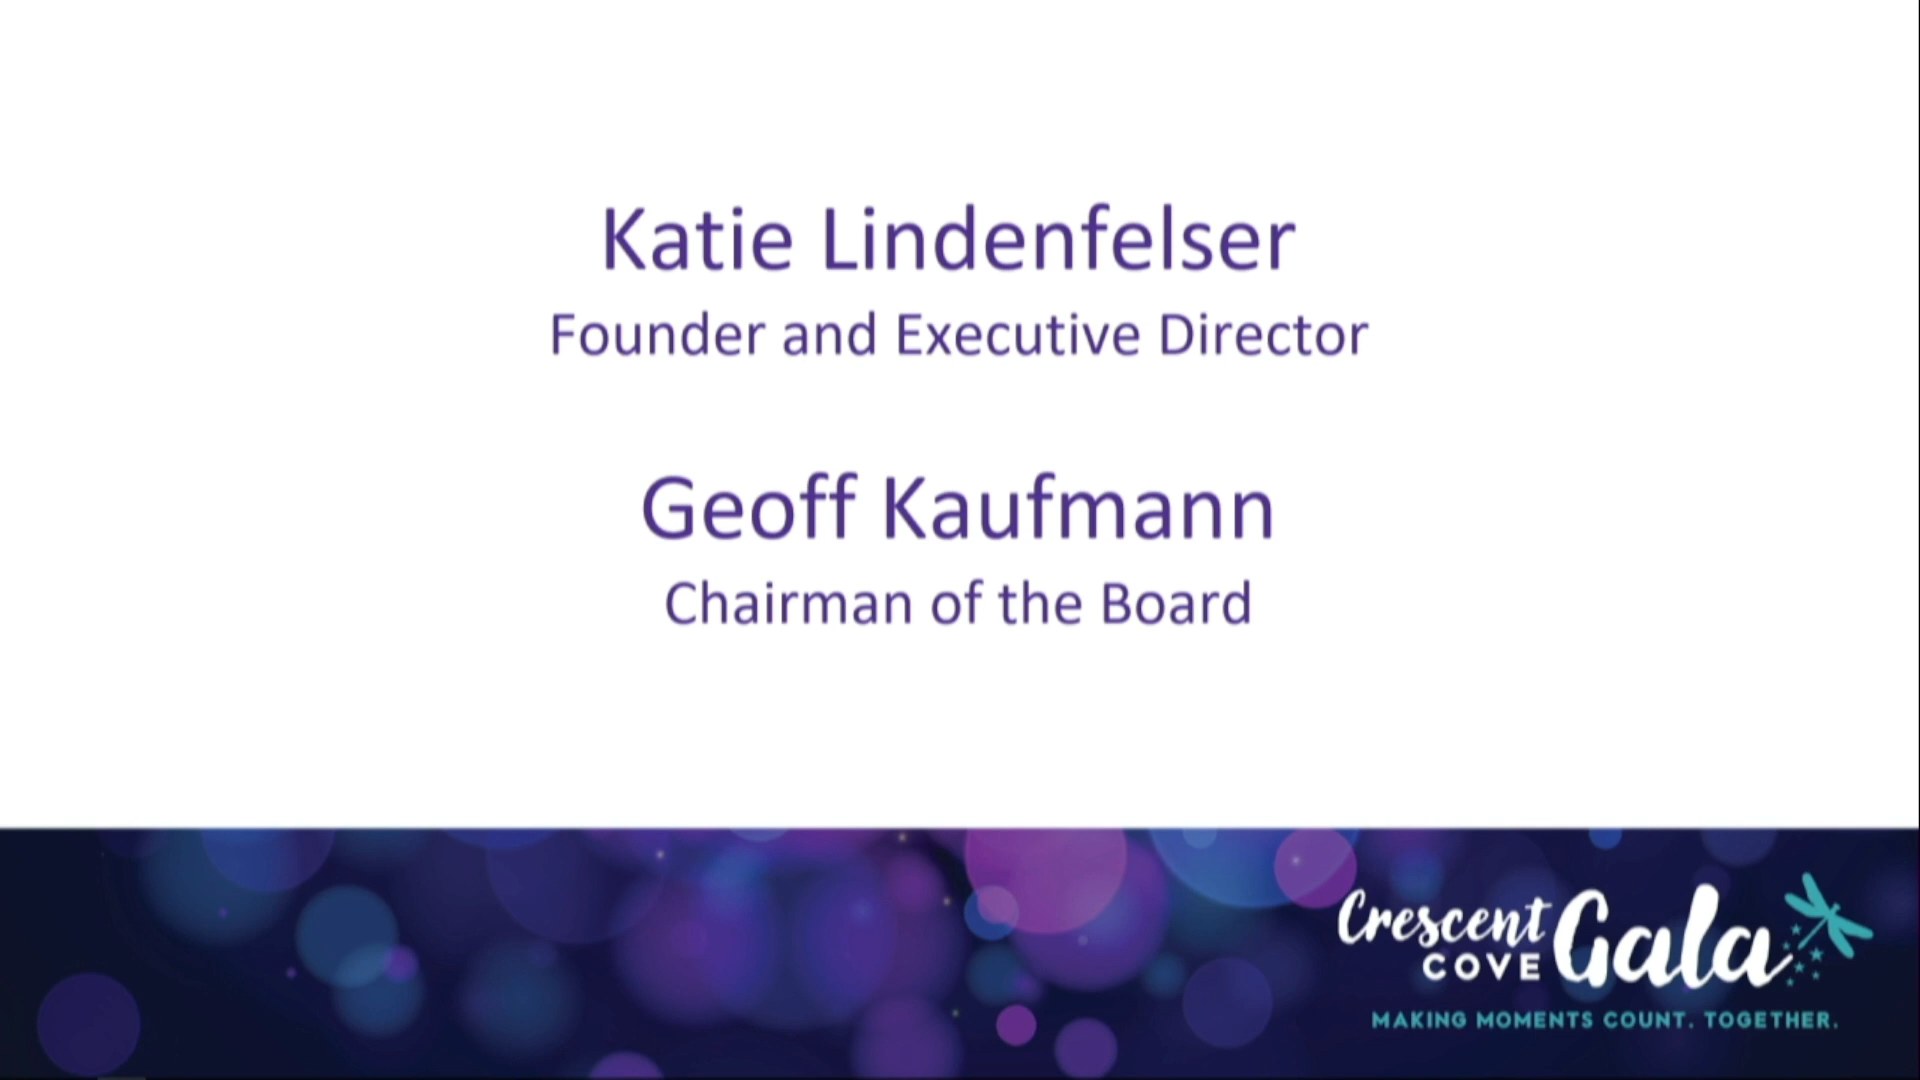 Katie Lindenfelser
Founder and Executive Director
Geoff Kaufmann
Chairman of the Board
Crescent
COVE Gala
MAKING MOMENTS COUNT. TOGETHER.